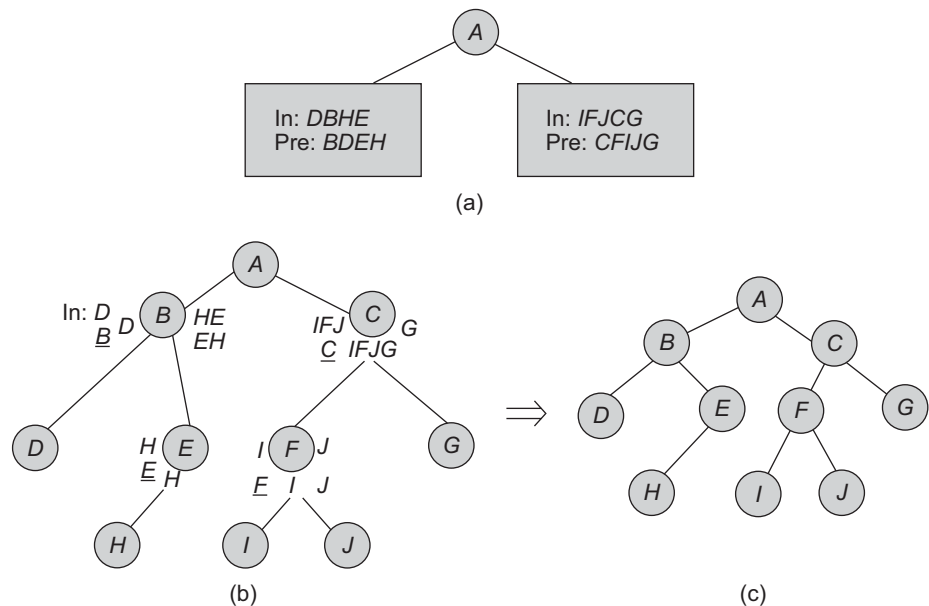 A
In: DBHE
Pre: BDEH
In: IFJCG
Pre: CFIJG
(a)
A
In: D B HE
B D EH
IFJ C G
C IFJG
D
H E
E H
I F J
F I J
G
H
I
J
(b)
⇒
A
B
C
D
E
F
G
H
I
J
(c)